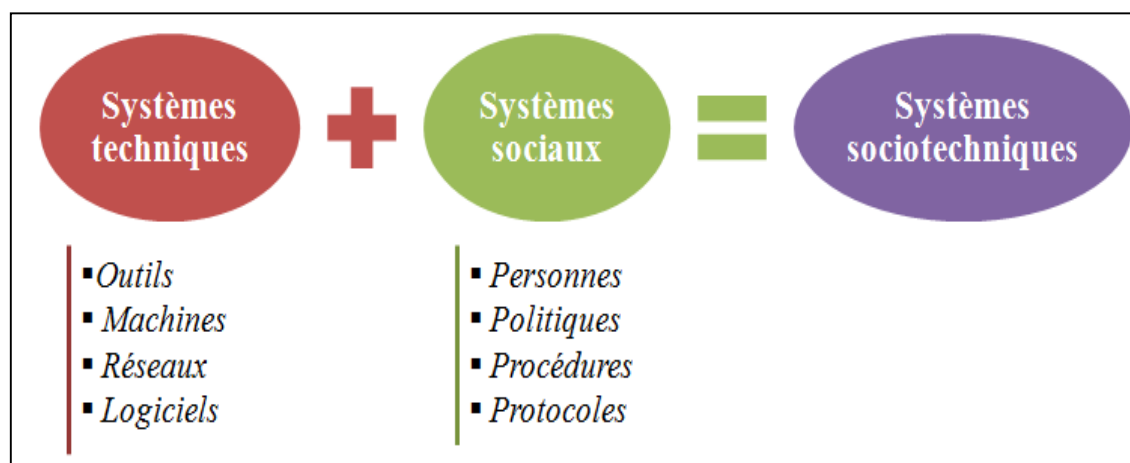 Systèmes
techniques
Systèmes
sociaux
Systèmes
sociotechniques
▪Outils
▪ Machines
▪ Réseaux
▪ Logiciels
▪ Personnes
▪ Politiques
▪ Procédures
▪ Protocoles